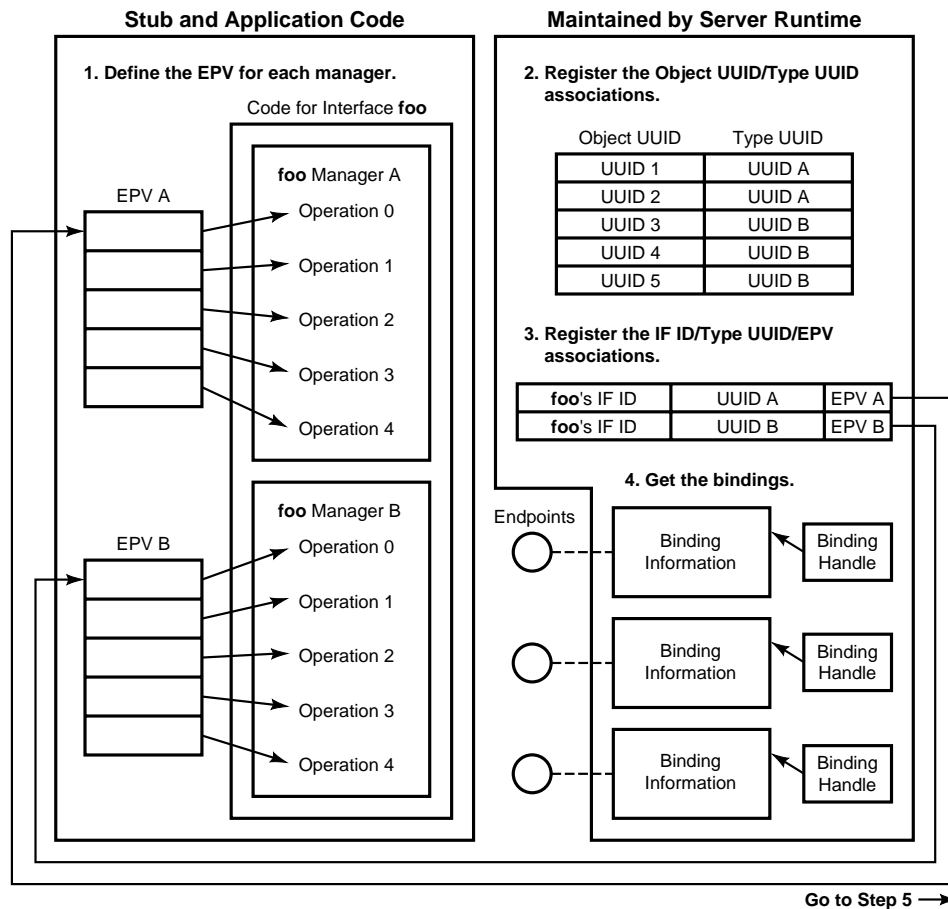 Stub and Application Code
1. Define the EPV for each manager.
Code for Interface foo
EPV A
foo Manager A
Operation 0
Operation 1
Operation 2
Operation 3
Operation 4
EPV B
foo Manager B
Operation 0
Operation 1
Operation 2
Operation 3
Operation 4
Maintained by Server Runtime
2. Register the Object UUID/Type UUID
associations.
Object UUID Type UUID
UUID 1 UUID A
UUID 2 UUID A
UUID 3 UUID B
UUID 4 UUID B
UUID 5 UUID B
3. Register the IF ID/Type UUID/EPV
associations.
foo's IF ID UUID A EPV A
foo's IF ID UUID B EPV B
4. Get the bindings.
Endpoints
Binding
Information
Binding
Handle
Binding
Information
Binding
Handle
Binding
Information
Binding
Handle
Go to Step 5